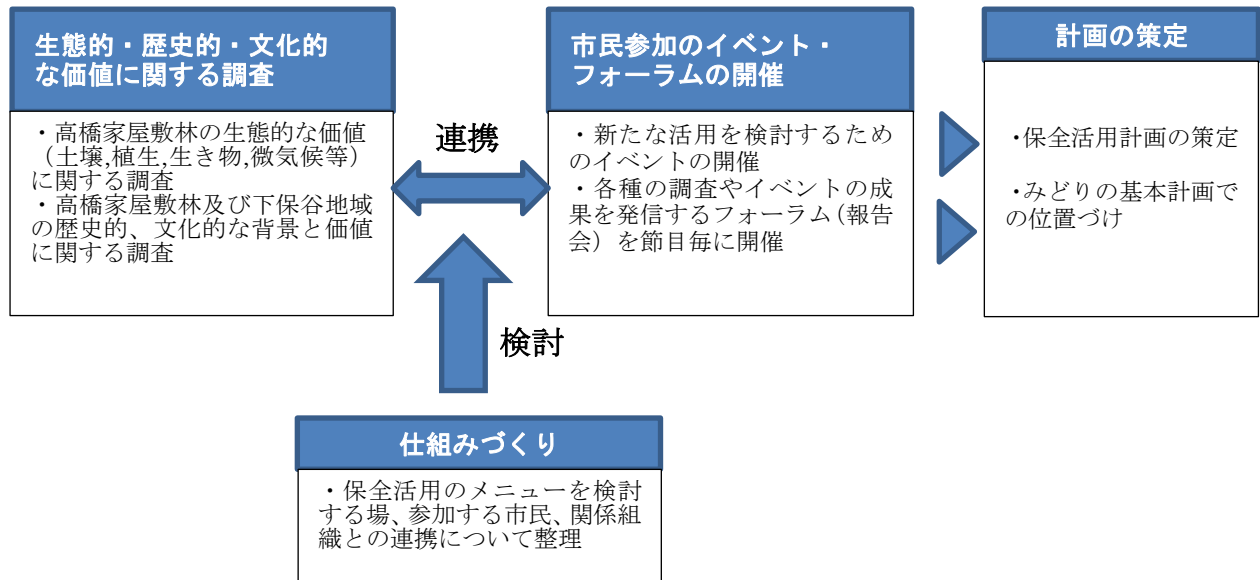 生態的・歴史的・文化的
な価値に関する調査
・高橋家屋敷林の生態的な価値
（土壌,植生,生き物,微気候等）
に関する調査
・高橋家屋敷林及び下保谷地域
の歴史的、文化的な背景と価値
に関する調査
連携
市民参加のイベント・
フォーラムの開催
・新たな活用を検討するため
のイベントの開催
・各種の調査やイベントの成
果を発信するフォーラム（報告
会）を節目毎に開催
計画の策定
・保全活用計画の策定
・みどりの基本計画で
の位置づけ
検討
仕組みづくり
・保全活用のメニューを検討
する場、参加する市民、関係組
織との連携について整理